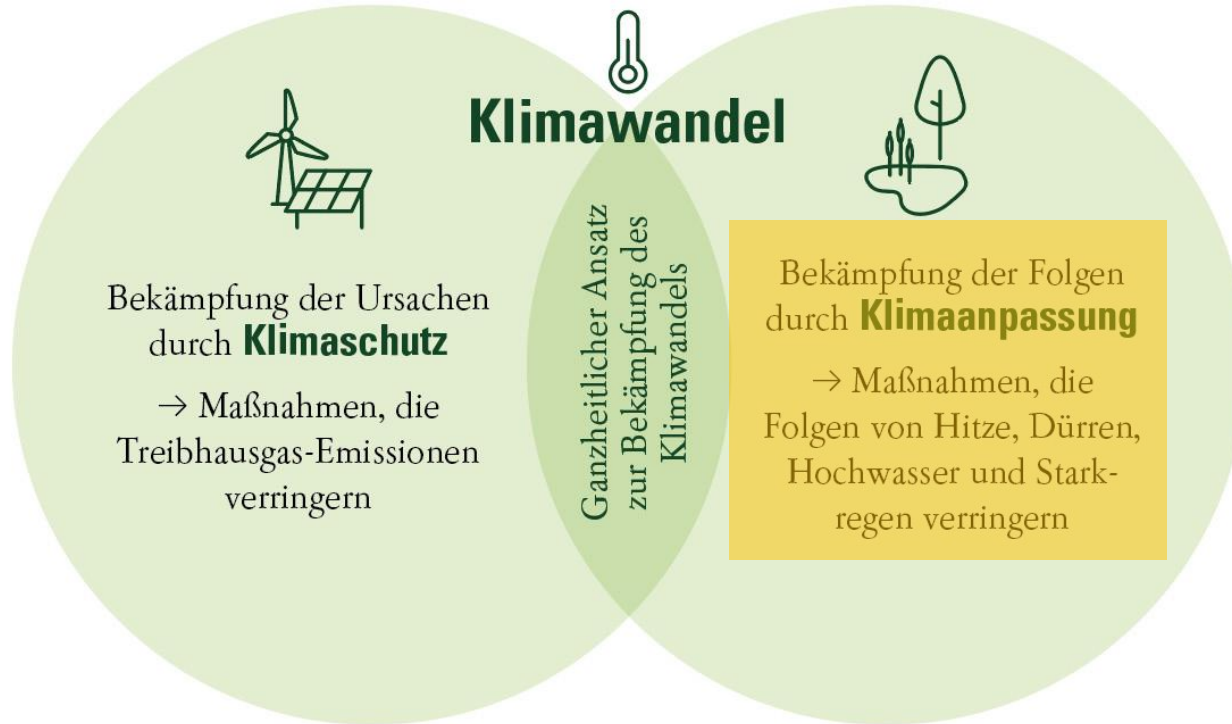 Klimawandel
Bekämpfung der Ursachen
durch Klimaschutz
→ Maßnahmen, die
Treibhausgas-Emissionen
verringern
Ganzheitlicher Ansatz
zur Bekämpfung des
Klimawandels
Bekämpfung der Folgen
durch Klimaanpassung
→ Maßnahmen, die
Folgen von Hitze, Dürren,
Hochwasser und Stark-
regen verringern